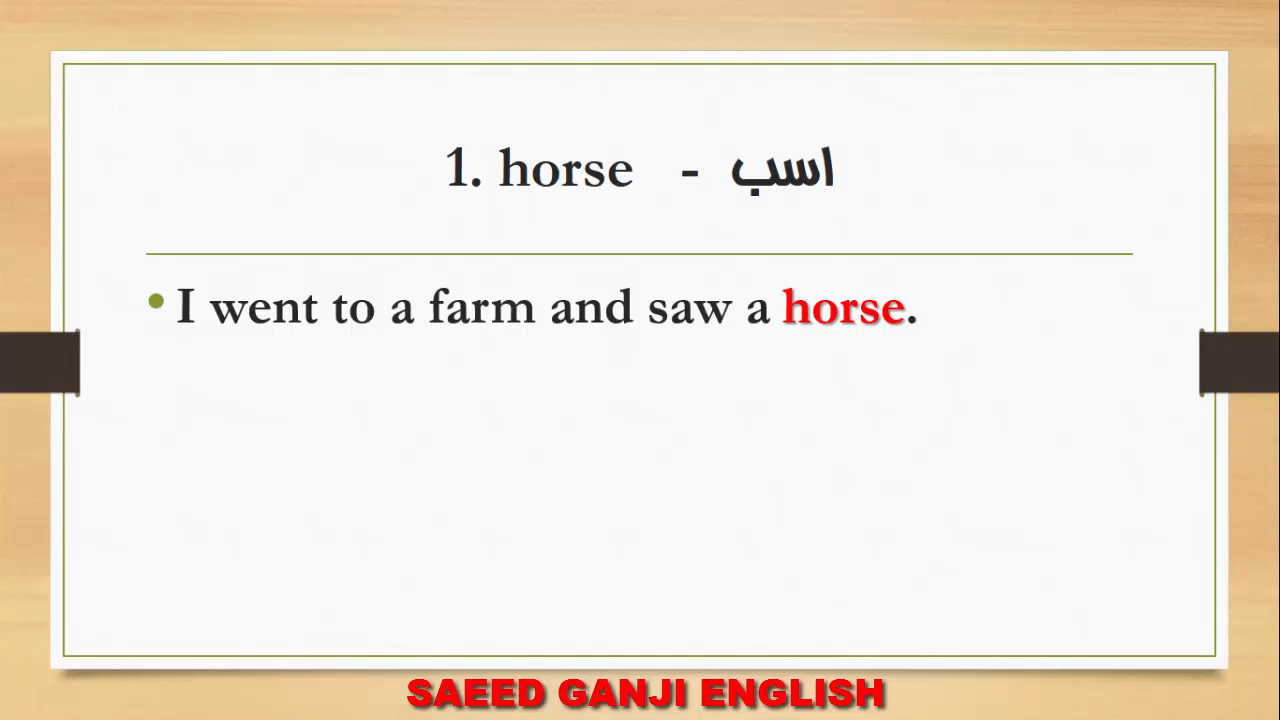 1. horse - اسب
• I went to a farm and saw a horse.
SAEED GANJI ENGLISH